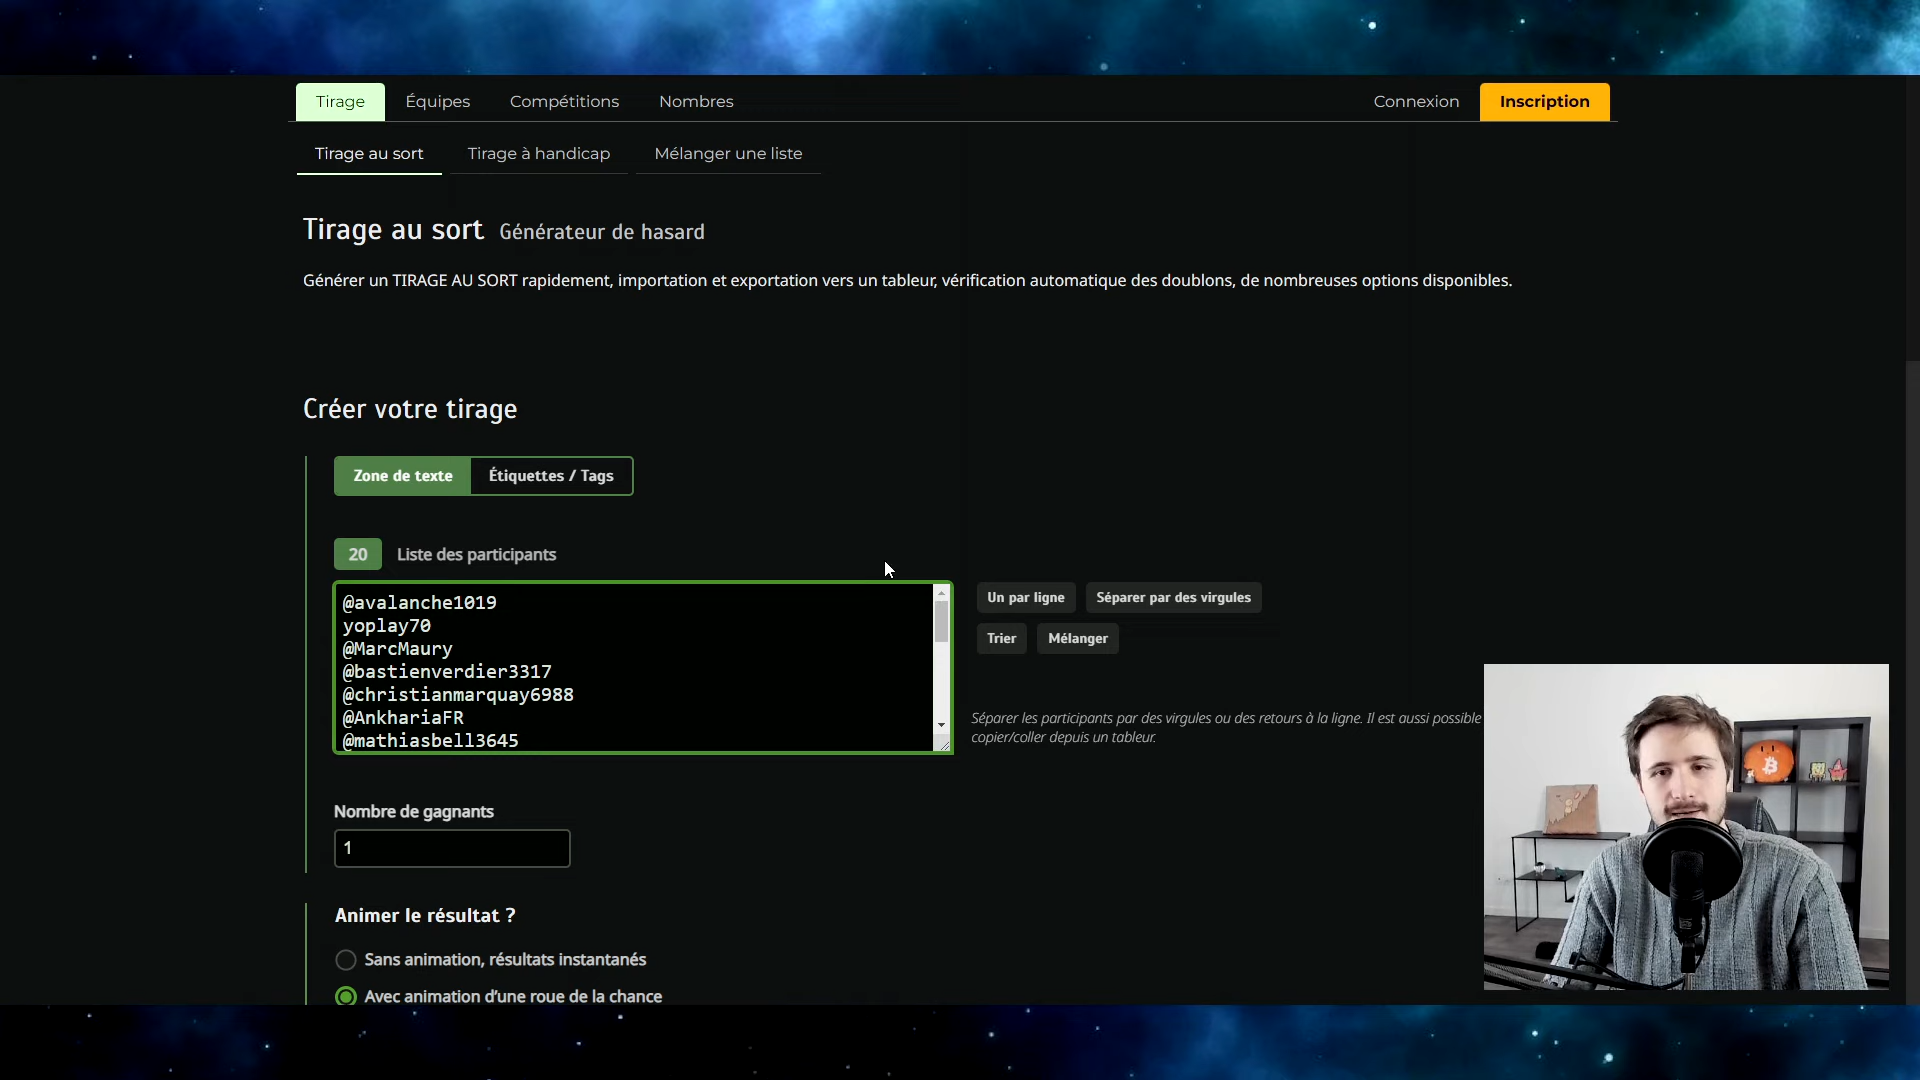 Tirage Équipes Compétitions Nombres Connexion Inscription
Tirage au sort Tirage à handicap Mélanger une liste
Tirage au sort Générateur de hasard
Générer un TIRAGE AU SORT rapidement, importation et exportation vers un tableur, vérification automatique des doublons, de nombreuses options disponibles.
Créer votre tirage
Zone de texte Étiquettes / Tags
20 Liste des participants
@avalanche1019
yoplay70
@MarcMaury
@bastienverdier3317
@christianmarquay6988
@AnkhariaFR
@mathiasbell3645
Un par ligne Séparer par des virgules
Trier Mélanger
Séparer les participants par des virgules ou des retours à la ligne. Il est aussi possible
copier/coller depuis un tableur.
Nombre de gagnants
1
Animer le résultat ?
Sans animation, résultats instantanés
Avec animation d’une roue de la chance